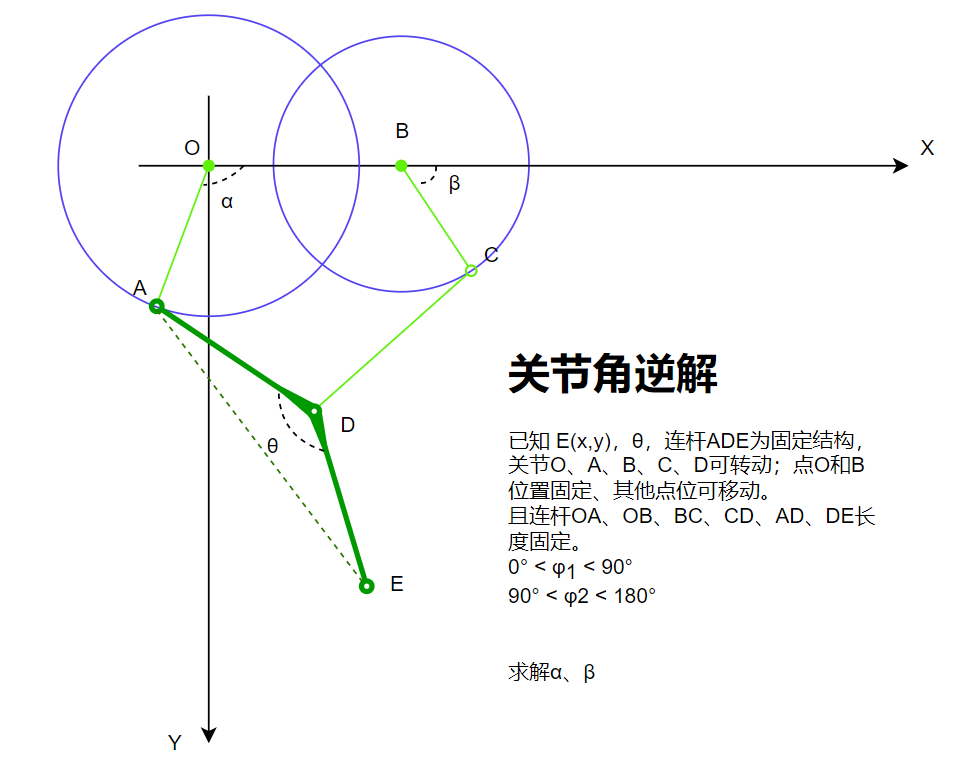 B
O
X
β
α
C
A
关节角逆解
D
已知 E(x,y)，θ，连杆ADE为固定结构，
θ
关节O、A、B、C、D可转动；点O和B
位置固定、其他点位可移动。
且连杆OA、OB、BC、CD、AD、DE长
度固定。
0° < φ1 < 90°
E
90° < φ2 < 180°
求解α、β
Y